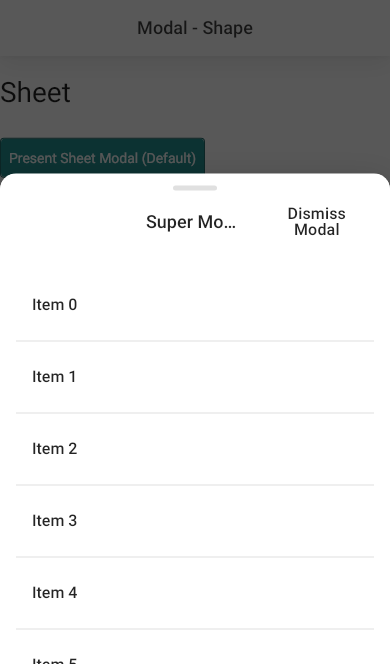 Modal - Shape
Sheet
Present Sheet Modal (Default)
Super Mo...
Dismiss
Modal
Item 0
Item 1
Item 2
Item 3
Item 4
Item 5